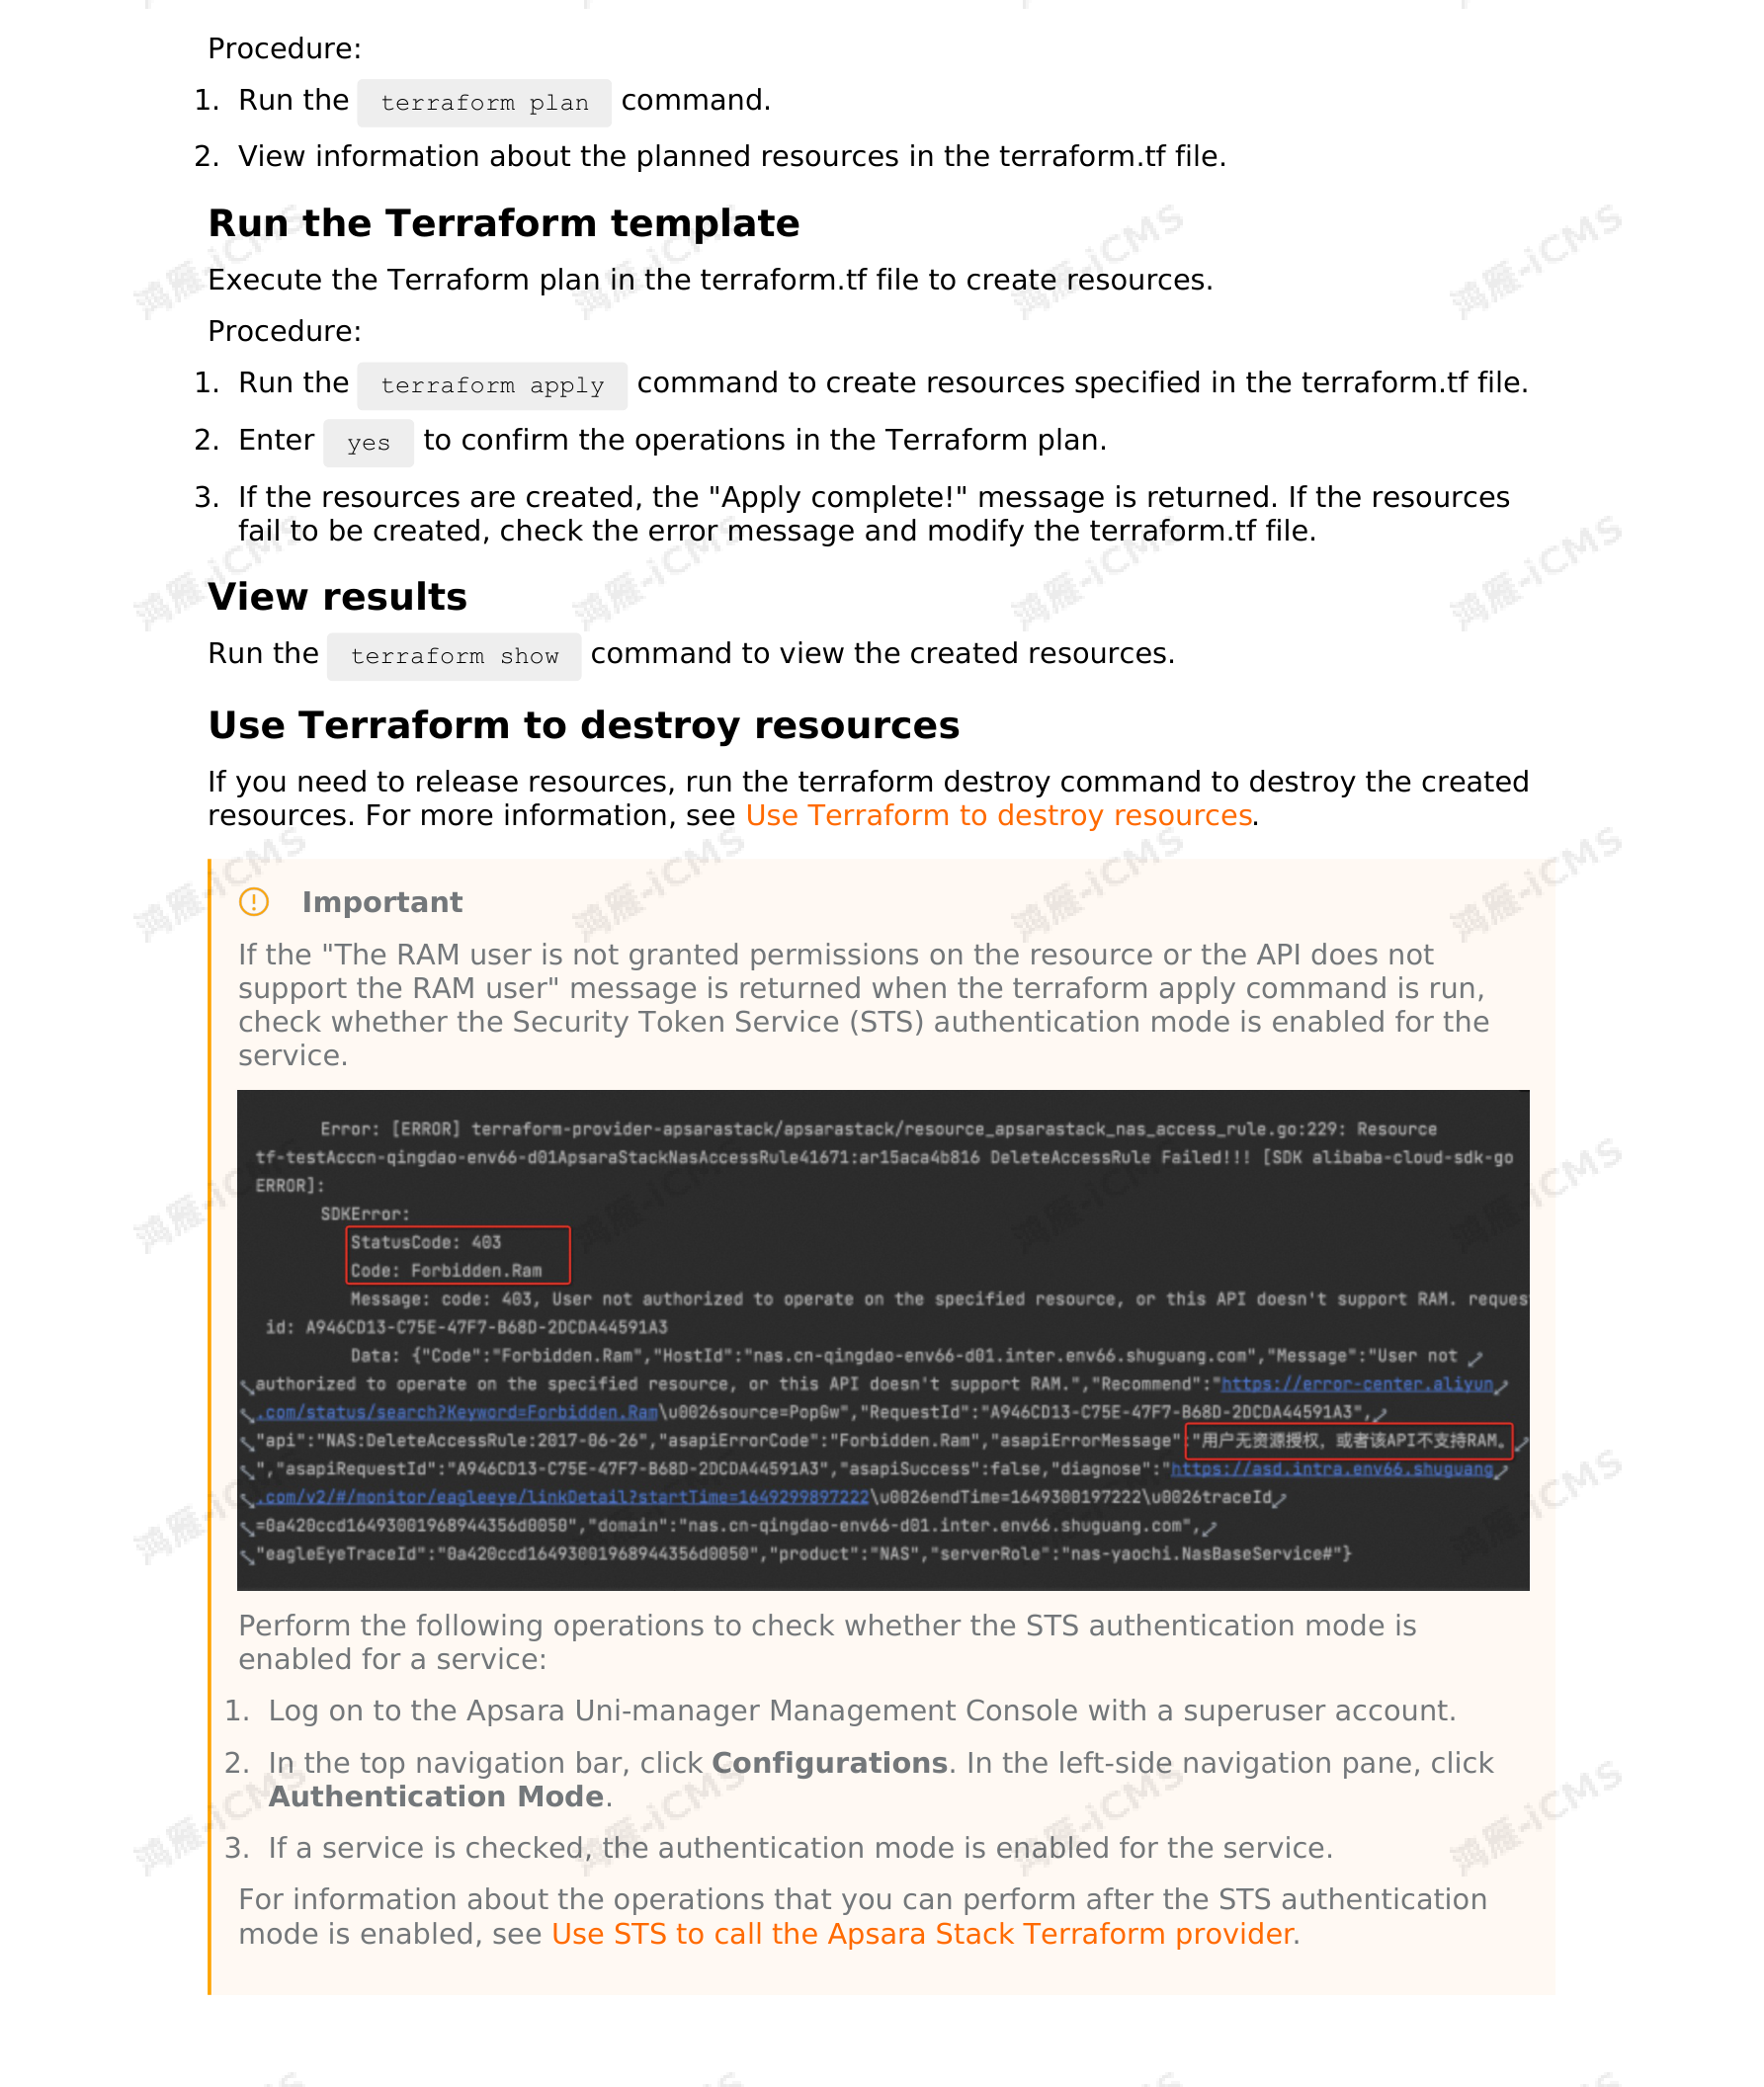 Procedure:
1. Run the terraform plan command.
2. View information about the planned resources in the terraform.tf file.
Run the Terraform template
Execute the Terraform plan in the terraform.tf file to create resources.
Procedure:
1. Run the terraform apply command to create resources specified in the terraform.tf file.
2. Enter yes to confirm the operations in the Terraform plan.
3. If the resources are created, the "Apply complete!" message is returned. If the resources
fail to be created, check the error message and modify the terraform.tf file.
View results
Run the terraform show command to view the created resources.
Use Terraform to destroy resources
If you need to release resources, run the terraform destroy command to destroy the created
resources. For more information, see Use Terraform to destroy resources.
Important
If the "The RAM user is not granted permissions on the resource or the API does not
support the RAM user" message is returned when the terraform apply command is run,
check whether the Security Token Service (STS) authentication mode is enabled for the
service.
Error: [ERROR] terraform-provider-apsarastack/apsarastack/resource_apsarastack_nas_access_rule.go:229: Resource
tf-testAcccn-qingdao-env66-d01ApsaraStackNasAccessRule41671:ar15aca4b816 DeleteAccessRule Failed!!! [SDK alibaba-cloud-sdk-go
ERROR]:
SDKError:
StatusCode: 403
Code: Forbidden.Ram
Message: code: 403, User not authorized to operate on the specified resource, or this API doesn't support RAM. reques
id: A946CD13-C75E-47F7-B68D-2DCDA44591A3
Data: {"Code":"Forbidden.Ram","HostId":"nas.cn-qingdao-env66-d01.inter.env66.shuguang.com","Message":"User not
authorized to operate on the specified resource, or this API doesn't support RAM.","Recommend":"https://error-center.aliyun
.com/status/search?Keyword=Forbidden.Ram\u0026source=PopGw","RequestId":"A946CD13-C75E-47F7-B68D-2DCDA44591A3",
"api":"NAS:DeleteAccessRule:2017-06-26","asapiErrorCode":"Forbidden.Ram","asapiErrorMessage":"用户无资源授权，或者该API不支持RAM。
","asapiRequestId":"A946CD13-C75E-47F7-B68D-2DCDA44591A3","asapiSuccess":false,"diagnose":"https://asd.intra.env66.shuguang
.com/v2/#/monitor/eagleeye/linkDetail?startTime=1649299897222\u0026endTime=1649300197222\u0026traceId
=0a420ccd16493001968944356d0050","domain":"nas.cn-qingdao-env66-d01.inter.env66.shuguang.com",
"eagleEyeTraceId":"0a420ccd16493001968944356d0050","product":"NAS","serverRole":"nas-yaochi.NasBaseService#"}
Perform the following operations to check whether the STS authentication mode is
enabled for a service:
1. Log on to the Apsara Uni-manager Management Console with a superuser account.
2. In the top navigation bar, click Configurations. In the left-side navigation pane, click
Authentication Mode.
3. If a service is checked, the authentication mode is enabled for the service.
For information about the operations that you can perform after the STS authentication
mode is enabled, see Use STS to call the Apsara Stack Terraform provider.
鸿雁-iCMS